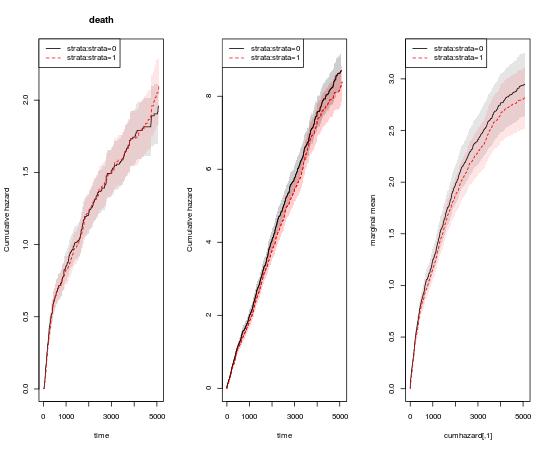 death
strata:strata=0
strata:strata=1
Cumulative hazard
0.0
0.5
1.0
1.5
2.0
0
1000
3000
5000
time
strata:strata=0
strata:strata=1
Cumulative hazard
0
2
4
6
8
0
1000
3000
5000
time
strata:strata=0
strata:strata=1
marginal mean
0.0
0.5
1.0
1.5
2.0
2.5
3.0
0
1000
3000
5000
cumhazard[,1]